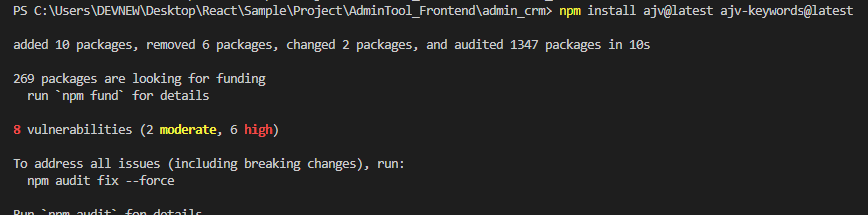 PS C:\Users\DEVNEW\Desktop\React\Sample\Project\AdminTool_Frontend\admin_crm> npm install ajv@latest ajv-keywords@latest
added 10 packages, removed 6 packages, changed 2 packages, and audited 1347 packages in 10s
269 packages are looking for funding
  run `npm fund` for details
8 vulnerabilities (2 moderate, 6 high)
To address all issues (including breaking changes), run:
  npm audit fix --force
Run `npm audit` for details